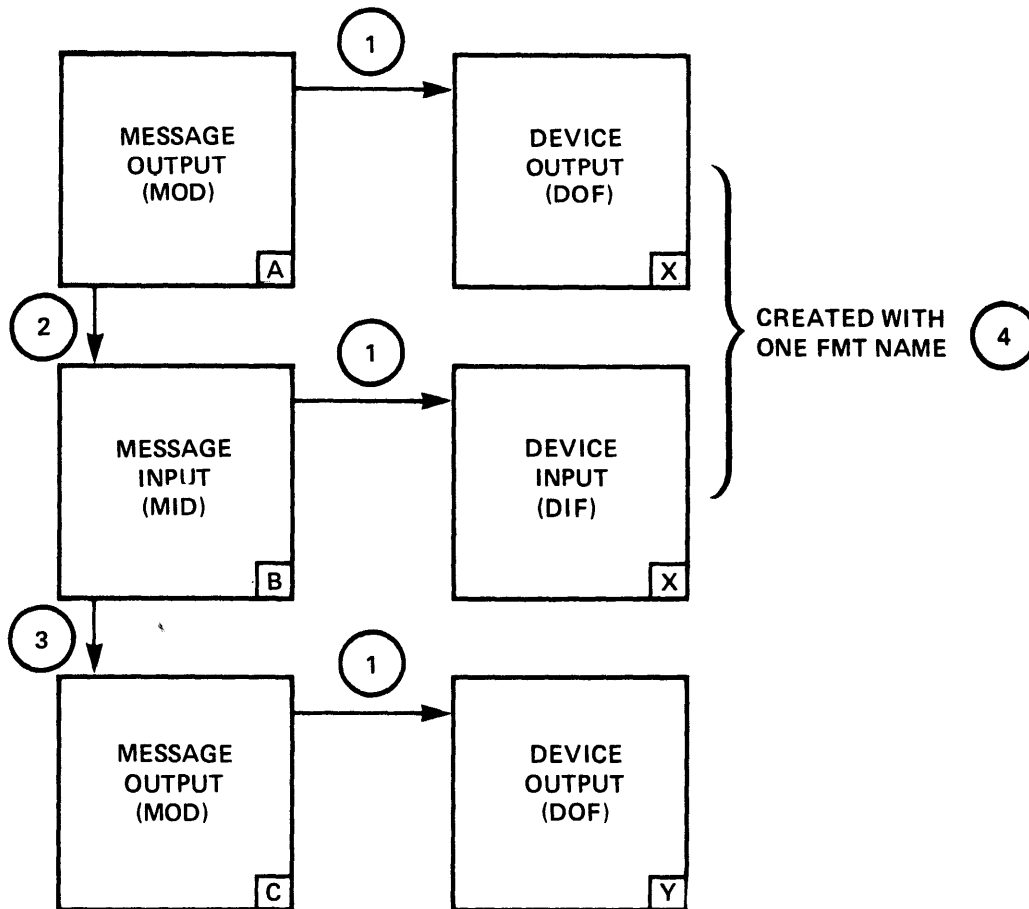 1
MESSAGE
OUTPUT
(MOD)
A
DEVICE
OUTPUT
(DOF)
X
2
1
CREATED WITH
ONE FMT NAME
4
MESSAGE
INPUT
(MID)
B
DEVICE
INPUT
(DIF)
X
3
1
MESSAGE
OUTPUT
(MOD)
C
DEVICE
OUTPUT
(DOF)
Y